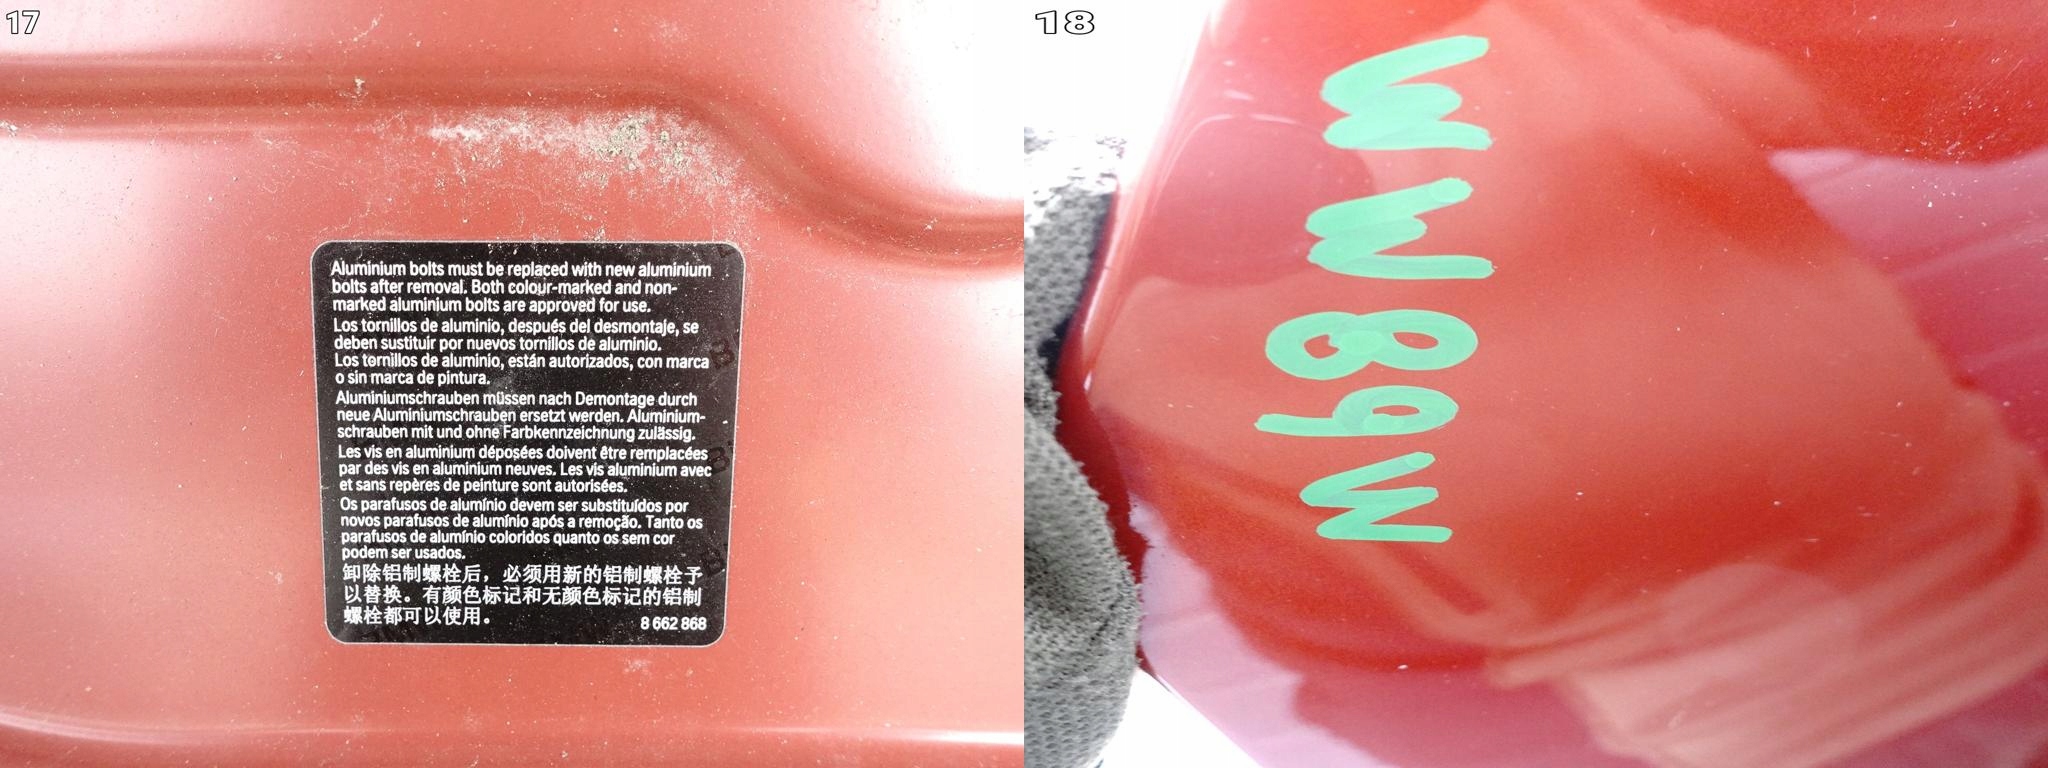 17
Aluminium bolts must be replaced with new aluminium
bolts after removal. Both colour-marked and non-
marked aluminium bolts are approved for use.
Los tornillos de aluminio, después del desmontaje, se
deben sustituir por nuevos tornillos de aluminio.
Los tornillos de aluminio, están autorizados, con marca
o sin marca de pintura.
Aluminiumschrauben müssen nach Demontage durch
neue Aluminiumschrauben ersetzt werden. Aluminium-
schrauben mit und ohne Farbkennzeichnung zulässig.
Les vis en aluminium déposées doivent être remplacées
par des vis en aluminium neuves. Les vis aluminium avec
et sans repères de peinture sont autorisées.
Os parafusos de alumínio devem ser substituídos por
novos parafusos de alumínio após a remoção. Tanto os
parafusos de alumínio coloridos quanto os sem cor
podem ser usados.
卸除铝制螺栓后，必须用新的铝制螺栓予
以替换。有颜色标记和无颜色标记的铝制
螺栓都可以使用。
8 662 868
18
WW89W